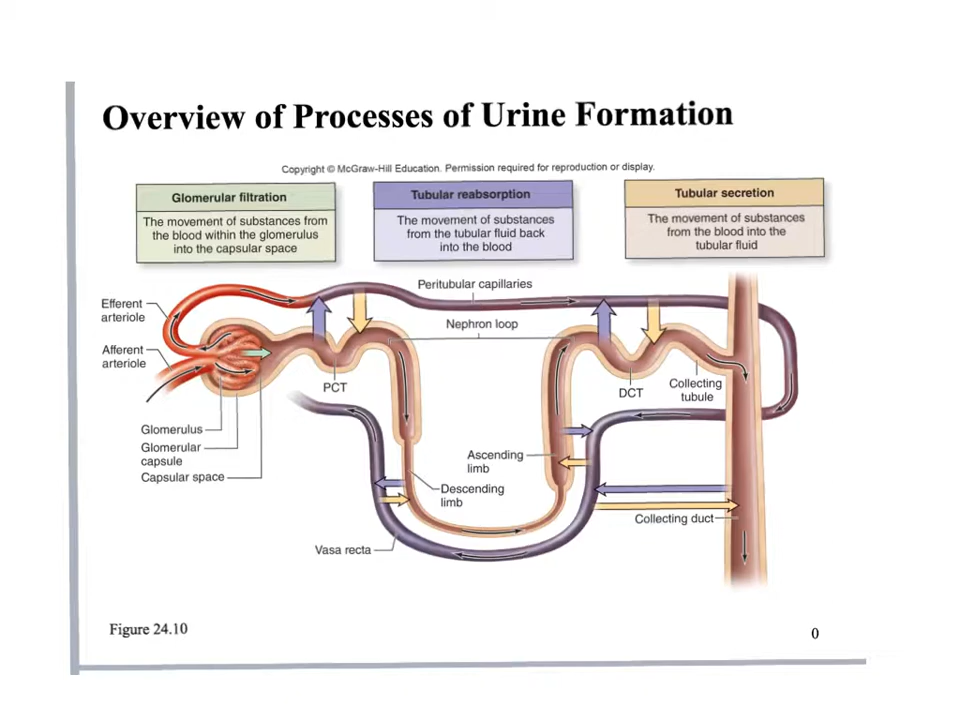 Overview of Processes of Urine Formation
Copyright © McGraw-Hill Education. Permission required for reproduction or display.
Glomerular filtration
The movement of substances from
the blood within the glomerulus
into the capsular space
Tubular reabsorption
The movement of substances
from the tubular fluid back
into the blood
Tubular secretion
The movement of substances
from the blood into the
tubular fluid
Peritubular capillaries
Efferent
arteriole
Nephron loop
Afferent
arteriole
PCT
DCT
Collecting
tubule
Glomerulus
Glomerular
capsule
Capsular space
Ascending
limb
Descending
limb
Collecting duct
Vasa recta
Figure 24.10
0